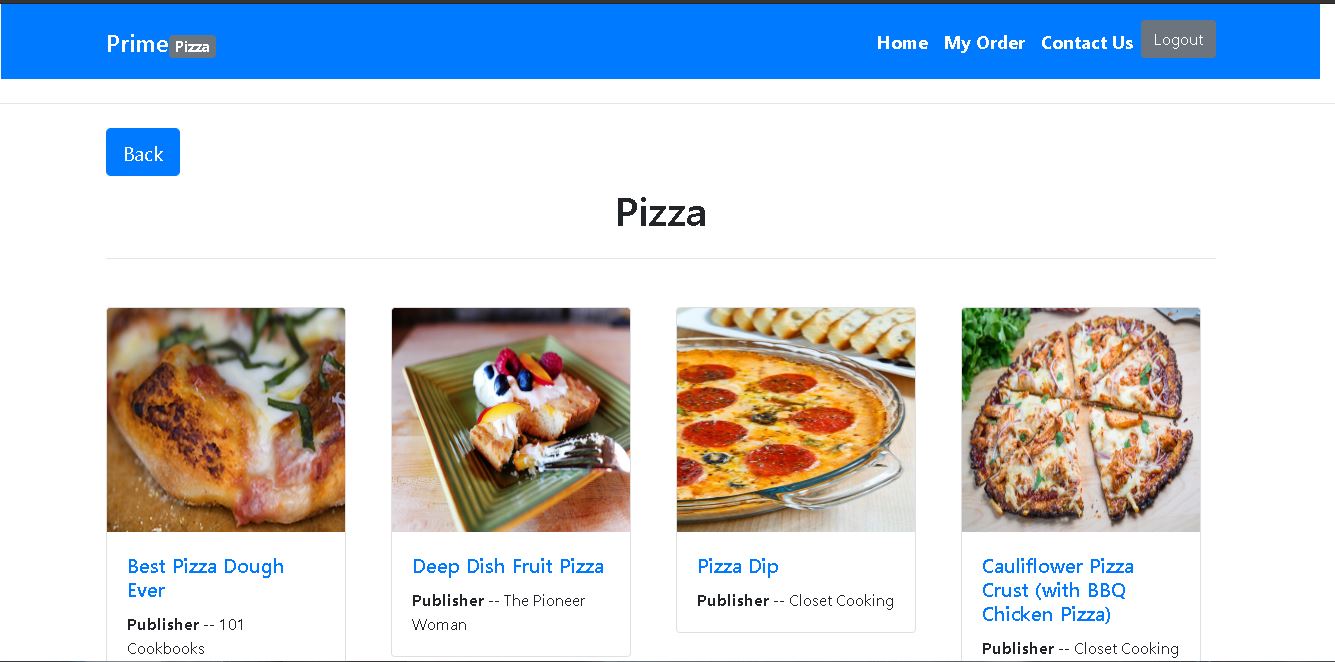 Prime Pizza
Home My Order Contact Us Logout
Back
Pizza
Best Pizza Dough
Ever
Publisher -- 101
Cookbooks
Deep Dish Fruit Pizza
Publisher -- The Pioneer
Woman
Pizza Dip
Publisher -- Closet Cooking
Cauliflower Pizza
Crust (with BBQ
Chicken Pizza)
Publisher -- Closet Cooking